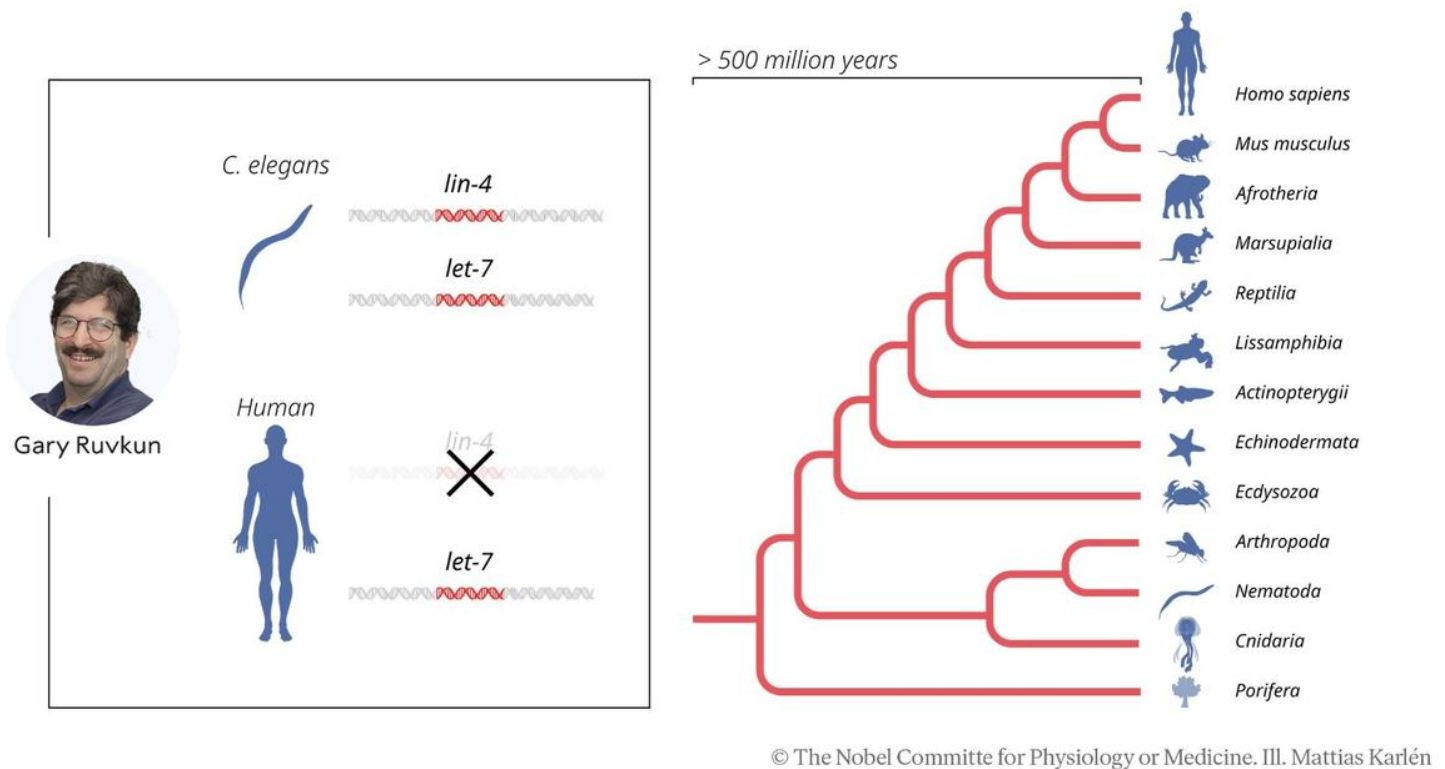 > 500 million years
C. elegans
lin-4
let-7
Gary Ruvkun
Human
lin-4
let-7
Homo sapiens
Mus musculus
Afrotheria
Marsupialia
Reptilia
Lissamphibia
Actinopterygii
Echinodermata
Ecdysozoa
Arthropoda
Nematoda
Cnidaria
Porifera
© The Nobel Committe for Physiology or Medicine. Ill. Mattias Karlén